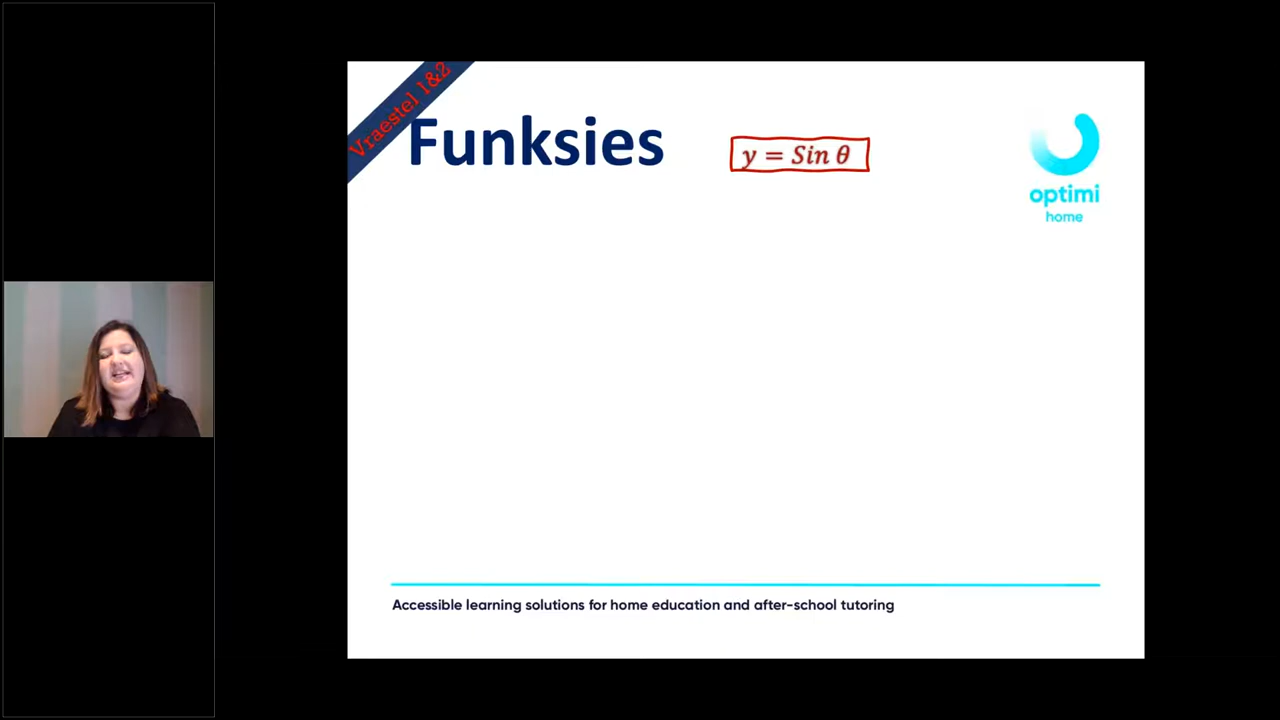 Vraestel 1&2
Funksies
y = Sin θ
optimi
home
Accessible learning solutions for home education and after-school tutoring